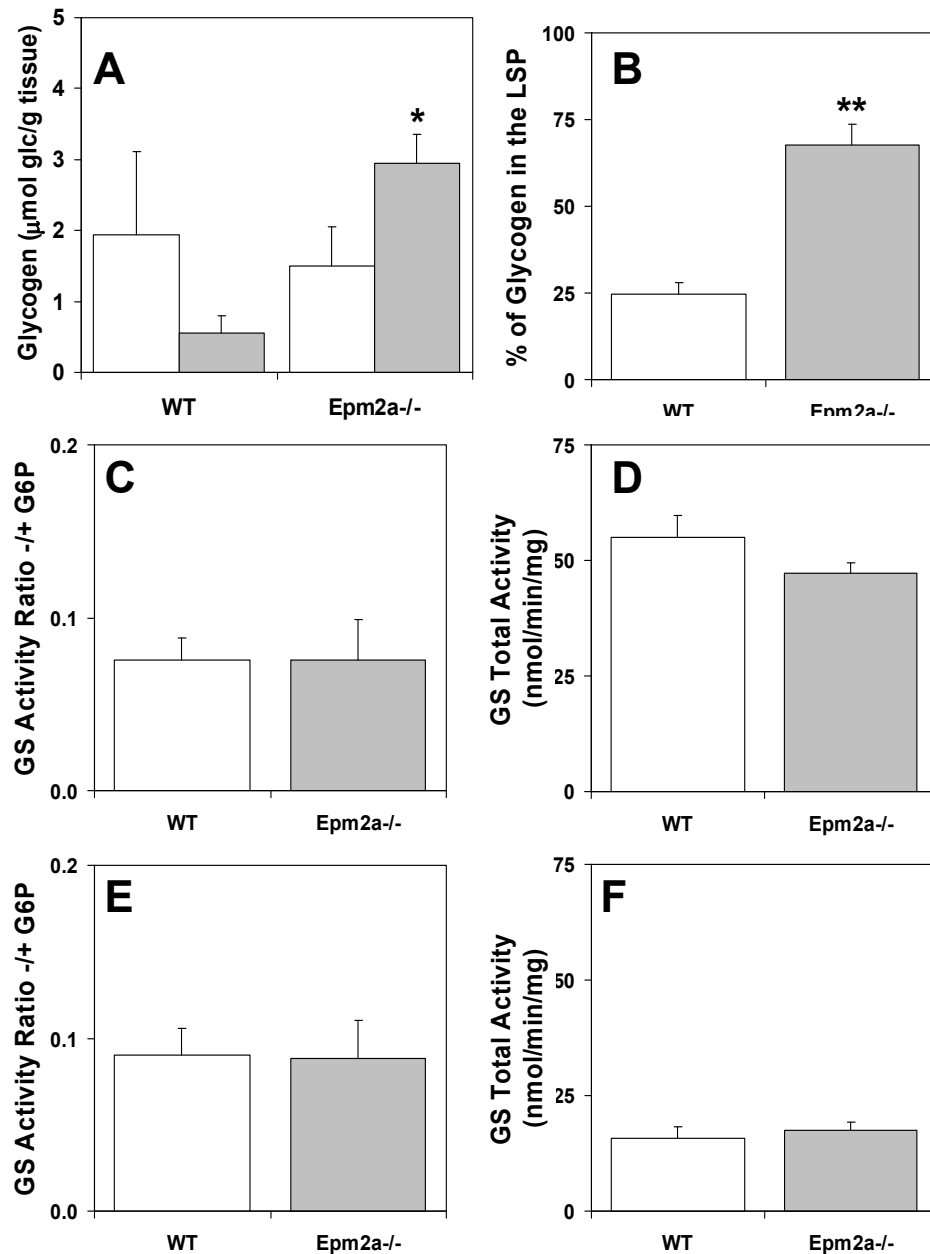 A
Glycogen (μmol glc/g tissue)
5
4
3
2
1
0
*
WT
Epm2a-/-
B
% of Glycogen in the LSP
100
75
50
25
0
**
WT
Epm2a-/-
C
GS Activity Ratio -/+ G6P
0.2
0.1
0.0
WT
Epm2a-/-
D
GS Total Activity
(nmol/min/mg)
75
50
25
0
WT
Epm2a-/-
E
GS Activity Ratio -/+ G6P
0.2
0.1
0.0
WT
Epm2a-/-
F
GS Total Activity
(nmol/min/mg)
75
50
25
0
WT
Epm2a-/-